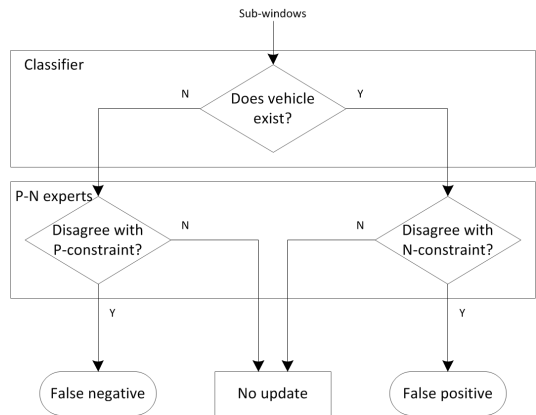 Sub-windows
Classifier
Does vehicle
exist?
N
Y
P-N experts
Disagree with
P-constraint?
N
N
Disagree with
N-constraint?
Y
Y
False negative
No update
False positive